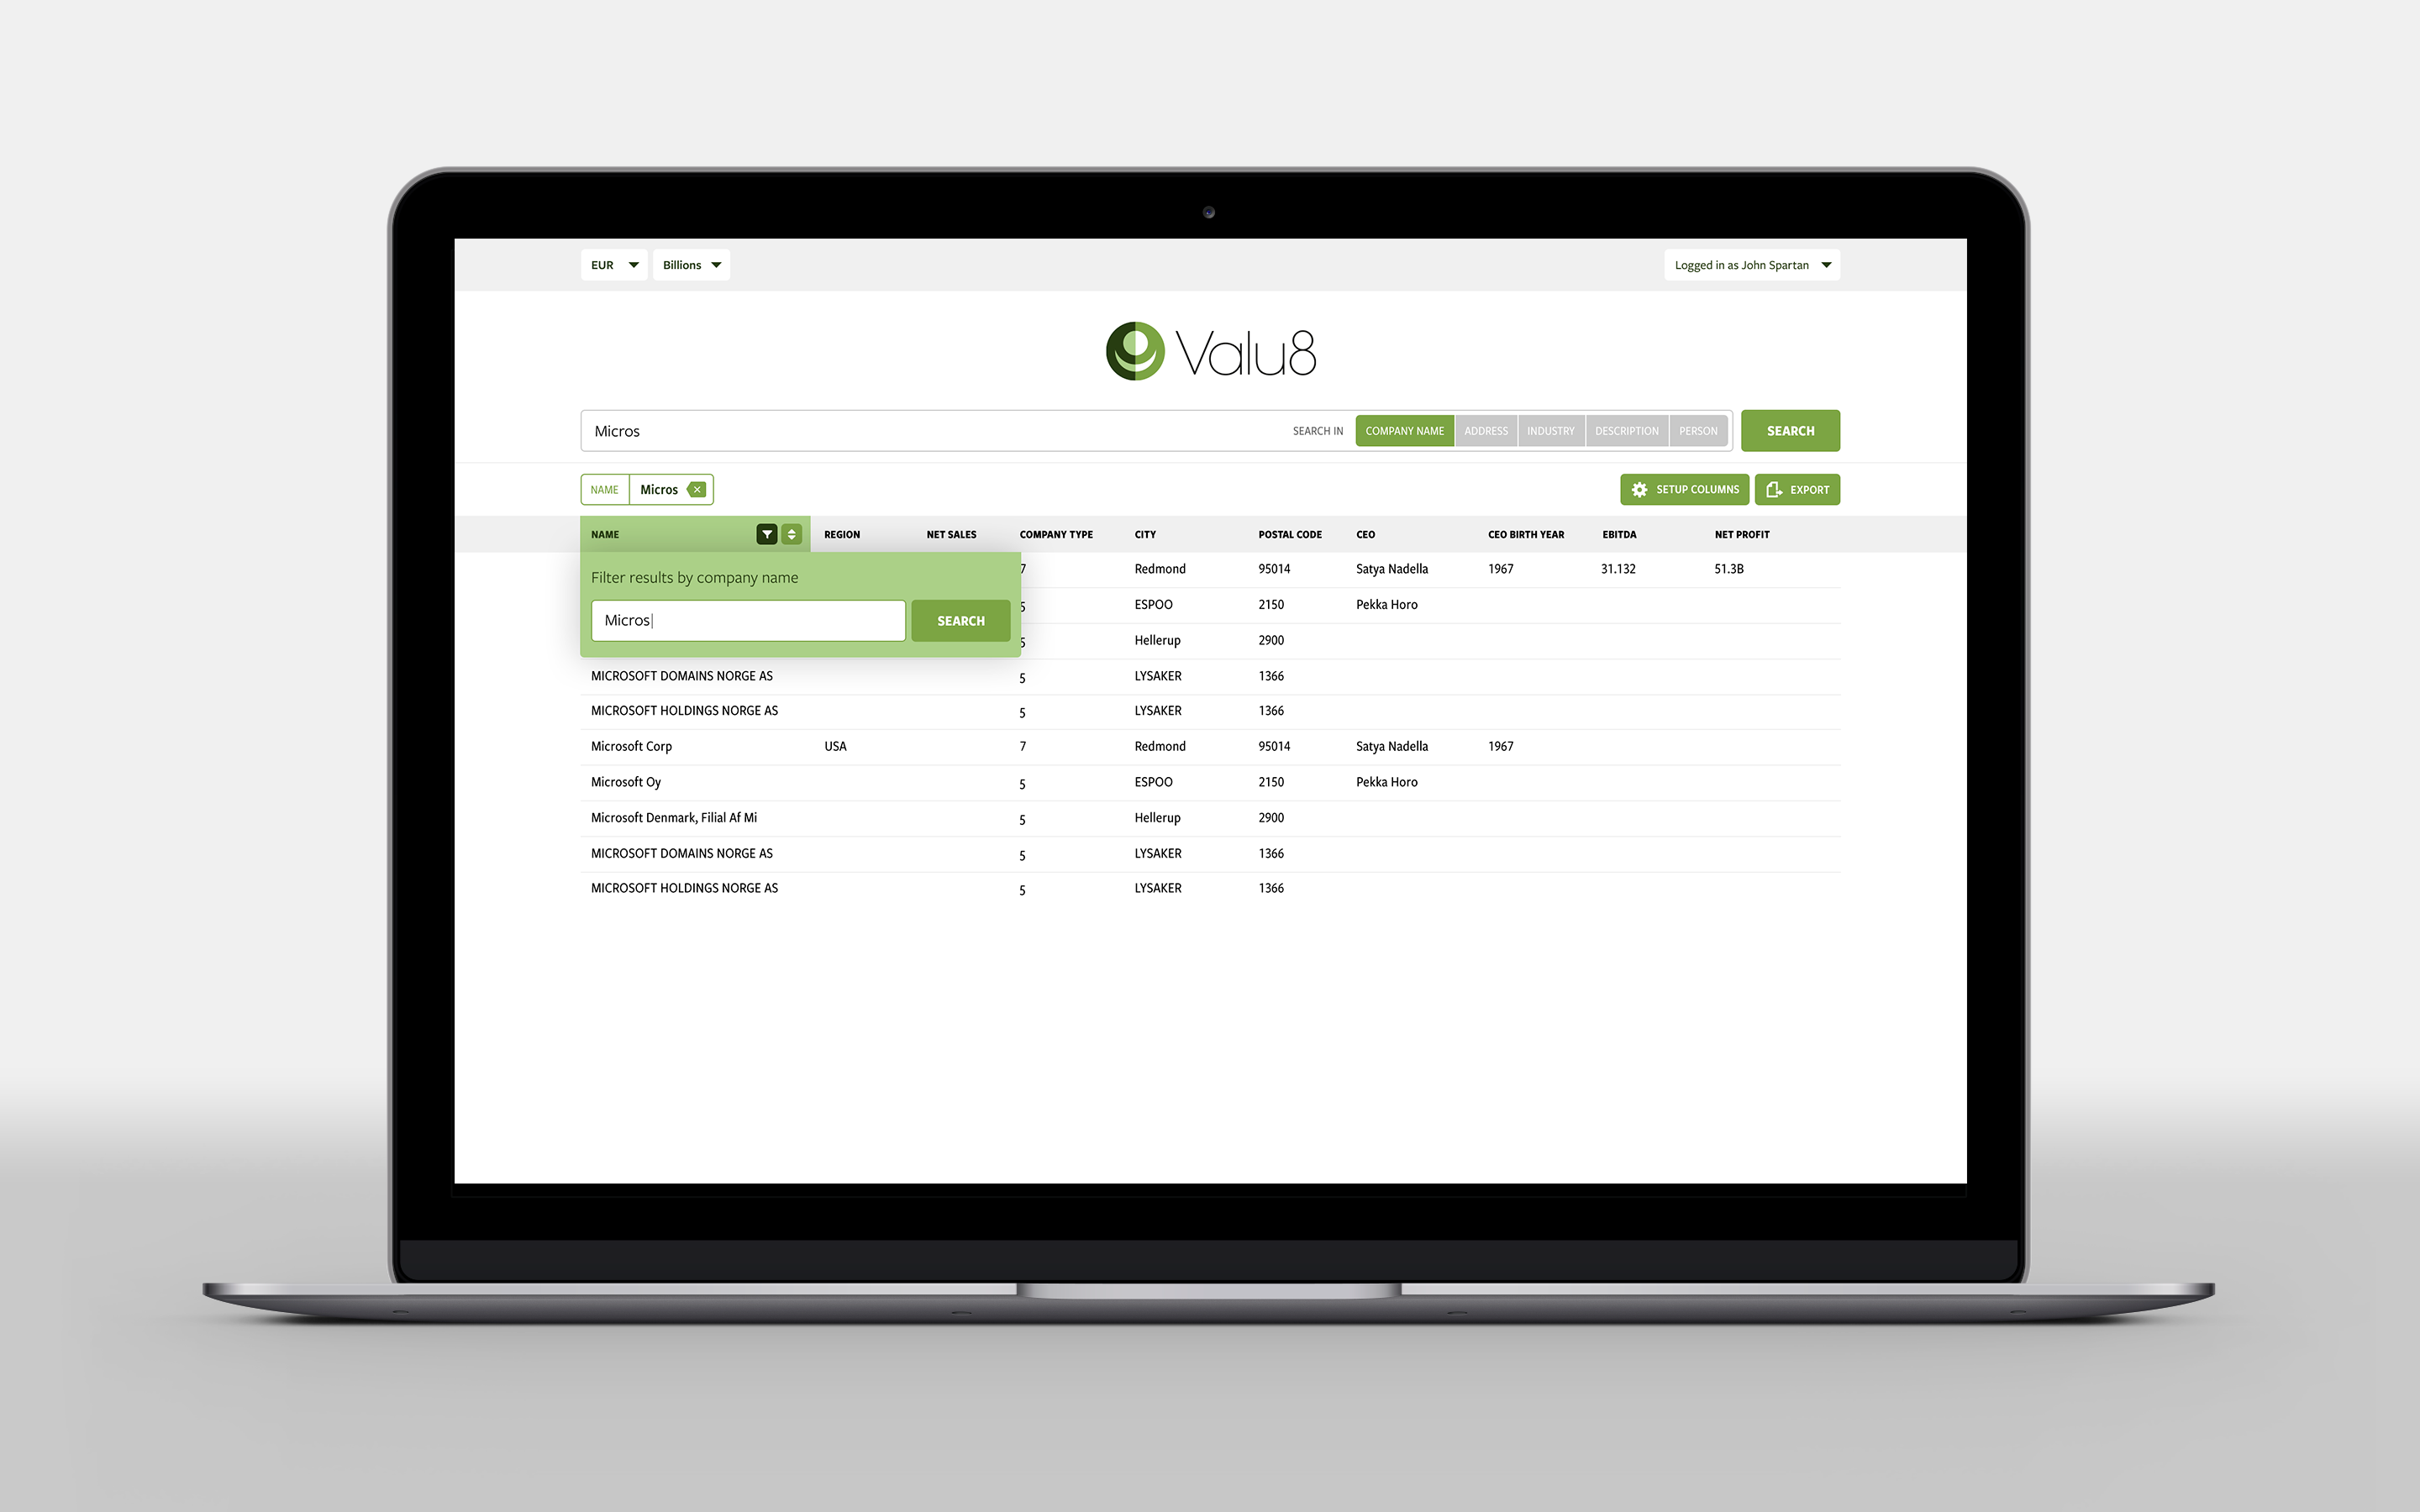 EUR Billions Logged in as John Spartan
Valu8
Micros SEARCH IN COMPANY NAME ADDRESS INDUSTRY DESCRIPTION PERSON SEARCH
NAME Micros SETUP COLUMNS EXPORT
NAME REGION NET SALES COMPANY TYPE CITY POSTAL CODE CEO CEO BIRTH YEAR EBITDA NET PROFIT
Filter results by company name
Micros SEARCH
7 Redmond 95014 Satya Nadella 1967 31.132 51.3B
5 ESPOO 2150 Pekka Horo
5 Hellerup 2900
MICROSOFT DOMAINS NORGE AS 5 LYSAKER 1366
MICROSOFT HOLDINGS NORGE AS 5 LYSAKER 1366
Microsoft Corp USA 7 Redmond 95014 Satya Nadella 1967
Microsoft Oy 5 ESPOO 2150 Pekka Horo
Microsoft Denmark, Filial Af Mi 5 Hellerup 2900
MICROSOFT DOMAINS NORGE AS 5 LYSAKER 1366
MICROSOFT HOLDINGS NORGE AS 5 LYSAKER 1366